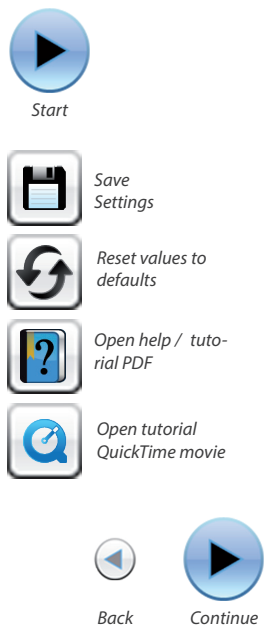 Start
Save
Settings
Reset values to
defaults
?
Open help / tuto-
rial PDF
Open tutorial
QuickTime movie
Back
Continue